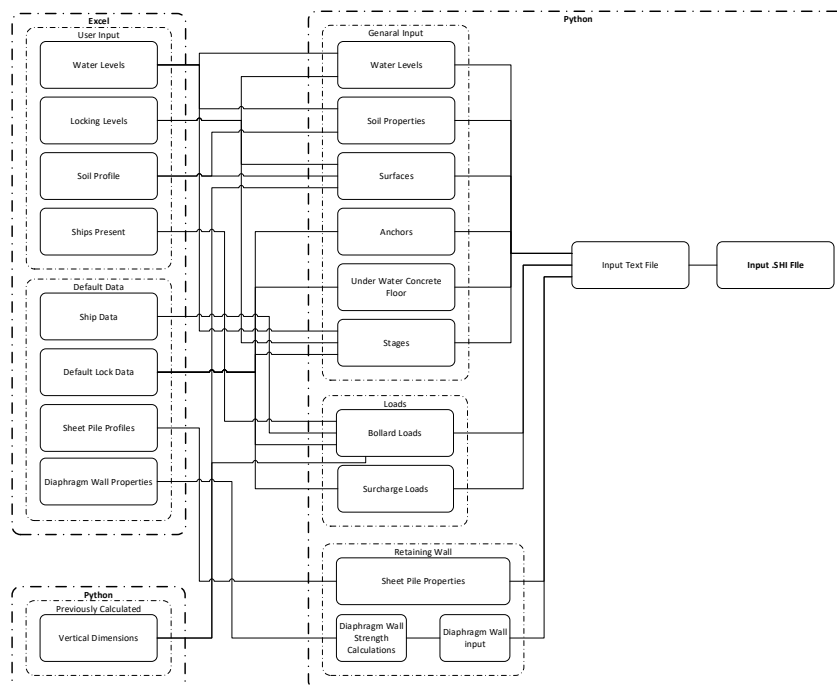 Excel
User Input
Water Levels
Locking Levels
Soil Profile
Ships Present
Default Data
Ship Data
Default Lock Data
Sheet Pile Profiles
Diaphragm Wall Properties
Python
Previously Calculated
Vertical Dimensions
Python
Genaral Input
Water Levels
Soil Properties
Surfaces
Anchors
Under Water Concrete
Floor
Stages
Loads
Bollard Loads
Surcharge Loads
Retaining Wall
Sheet Pile Properties
Diaphragm Wall
Strength
Calculations
Diaphragm Wall
input
Input Text File
Input .SHI FIle